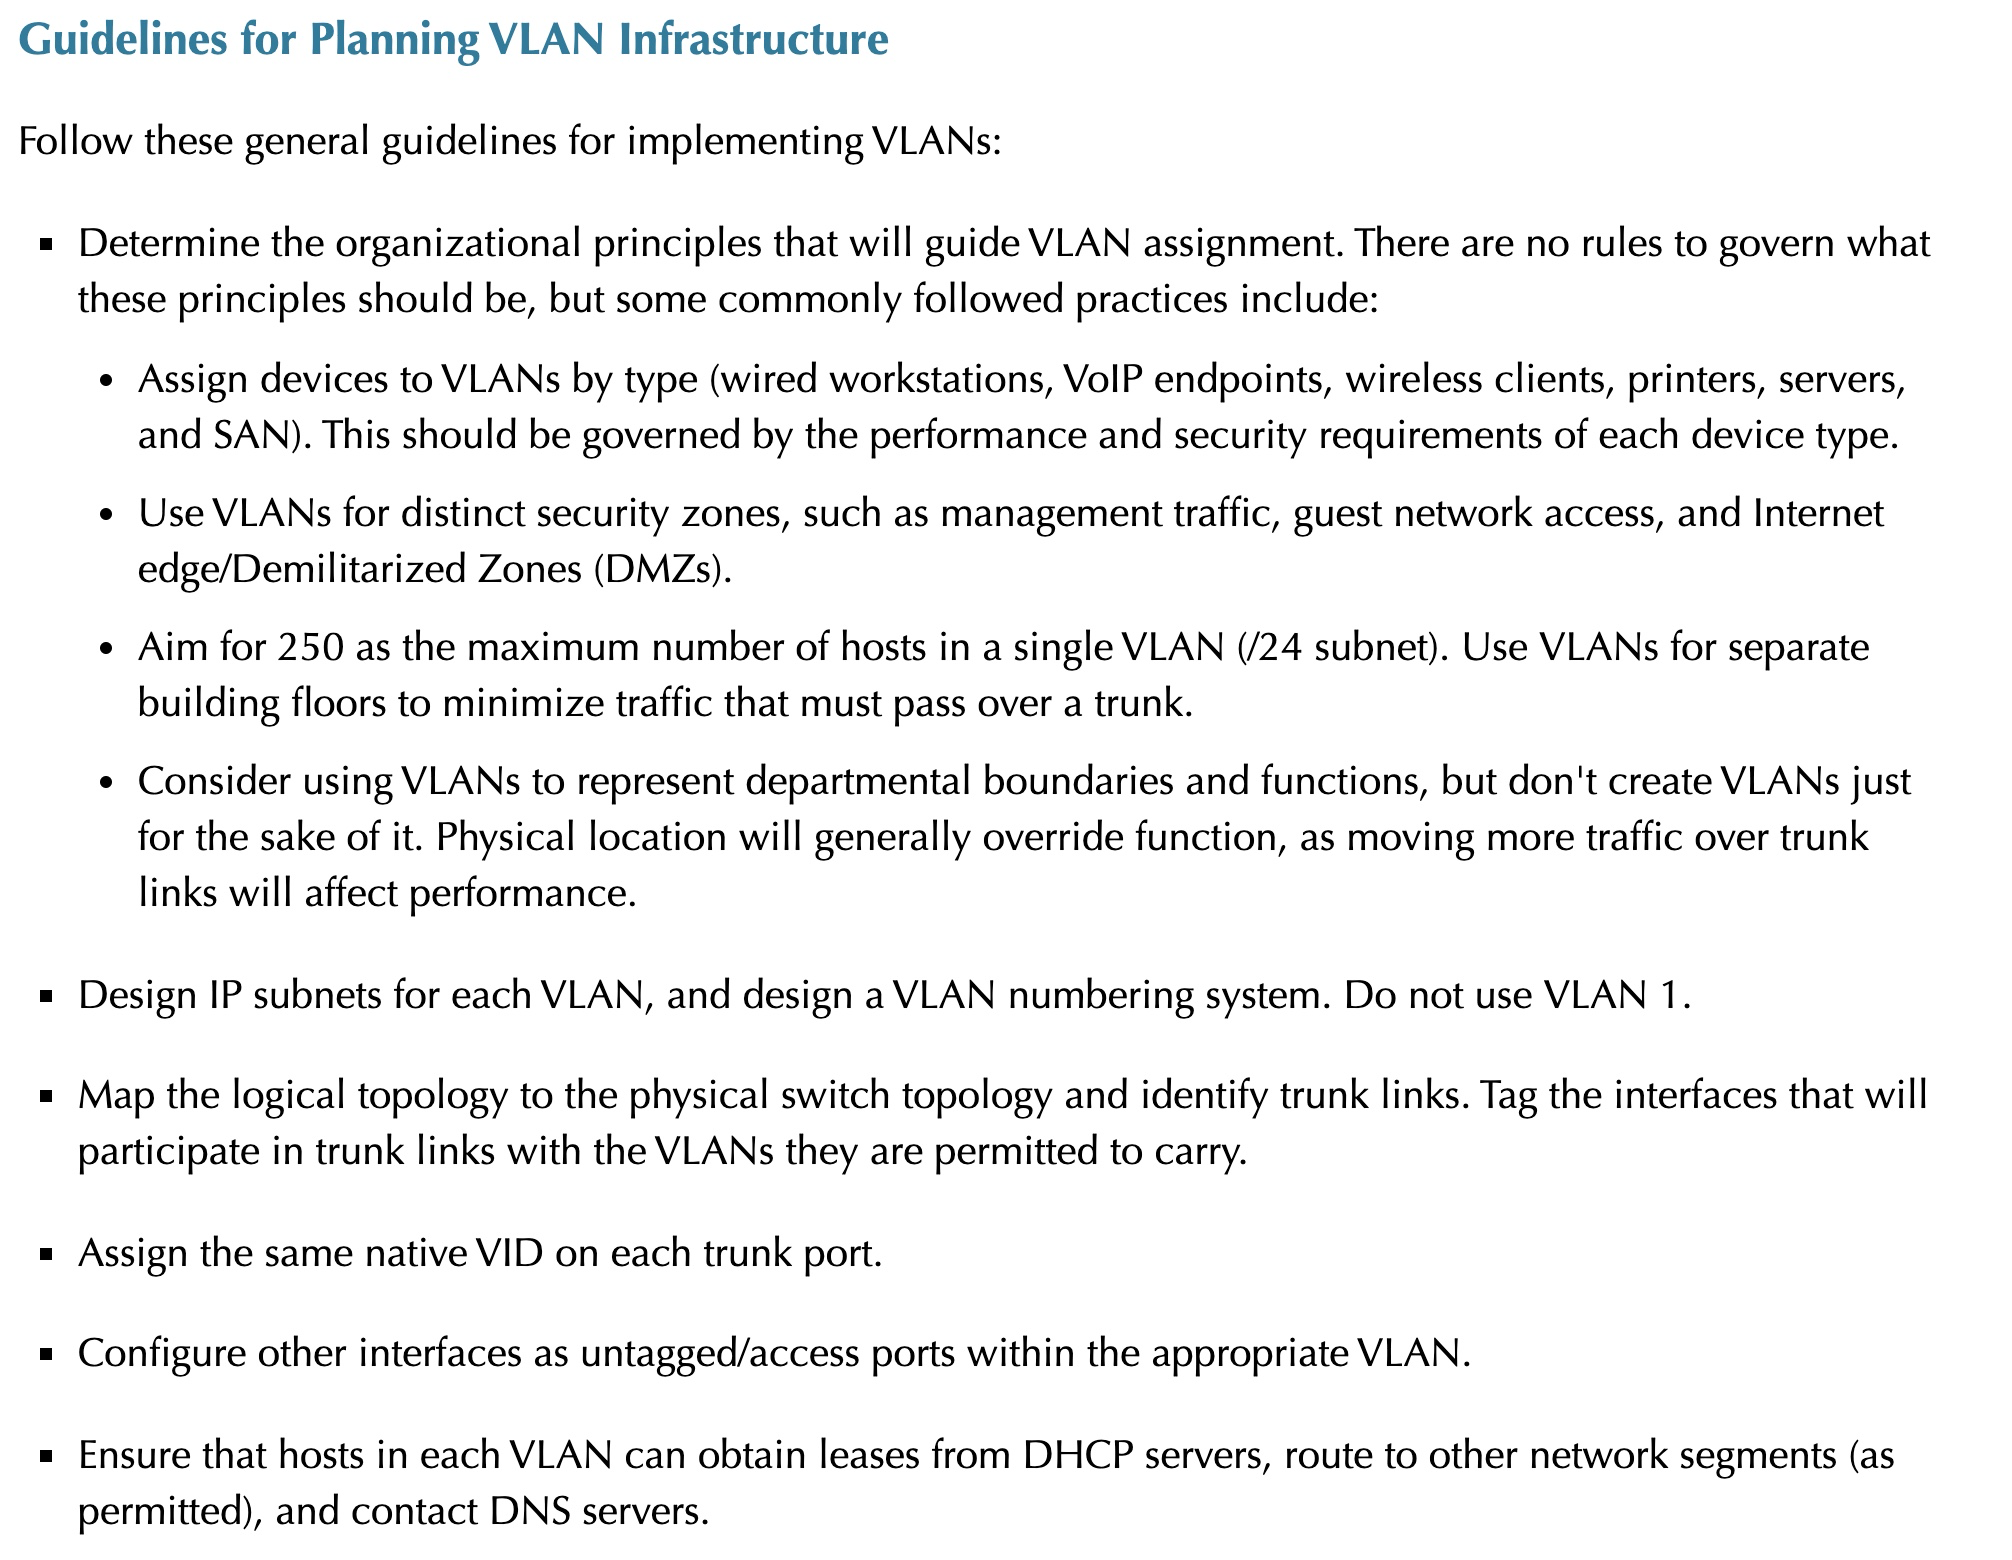 Guidelines for Planning VLAN Infrastructure
Follow these general guidelines for implementing VLANs:
▪ Determine the organizational principles that will guide VLAN assignment. There are no rules to govern what
these principles should be, but some commonly followed practices include:
• Assign devices to VLANs by type (wired workstations, VoIP endpoints, wireless clients, printers, servers,
and SAN). This should be governed by the performance and security requirements of each device type.
• Use VLANs for distinct security zones, such as management traffic, guest network access, and Internet
edge/Demilitarized Zones (DMZs).
• Aim for 250 as the maximum number of hosts in a single VLAN (/24 subnet). Use VLANs for separate
building floors to minimize traffic that must pass over a trunk.
• Consider using VLANs to represent departmental boundaries and functions, but don't create VLANs just
for the sake of it. Physical location will generally override function, as moving more traffic over trunk
links will affect performance.
▪ Design IP subnets for each VLAN, and design a VLAN numbering system. Do not use VLAN 1.
▪ Map the logical topology to the physical switch topology and identify trunk links. Tag the interfaces that will
participate in trunk links with the VLANs they are permitted to carry.
▪ Assign the same native VID on each trunk port.
▪ Configure other interfaces as untagged/access ports within the appropriate VLAN.
▪ Ensure that hosts in each VLAN can obtain leases from DHCP servers, route to other network segments (as
permitted), and contact DNS servers.